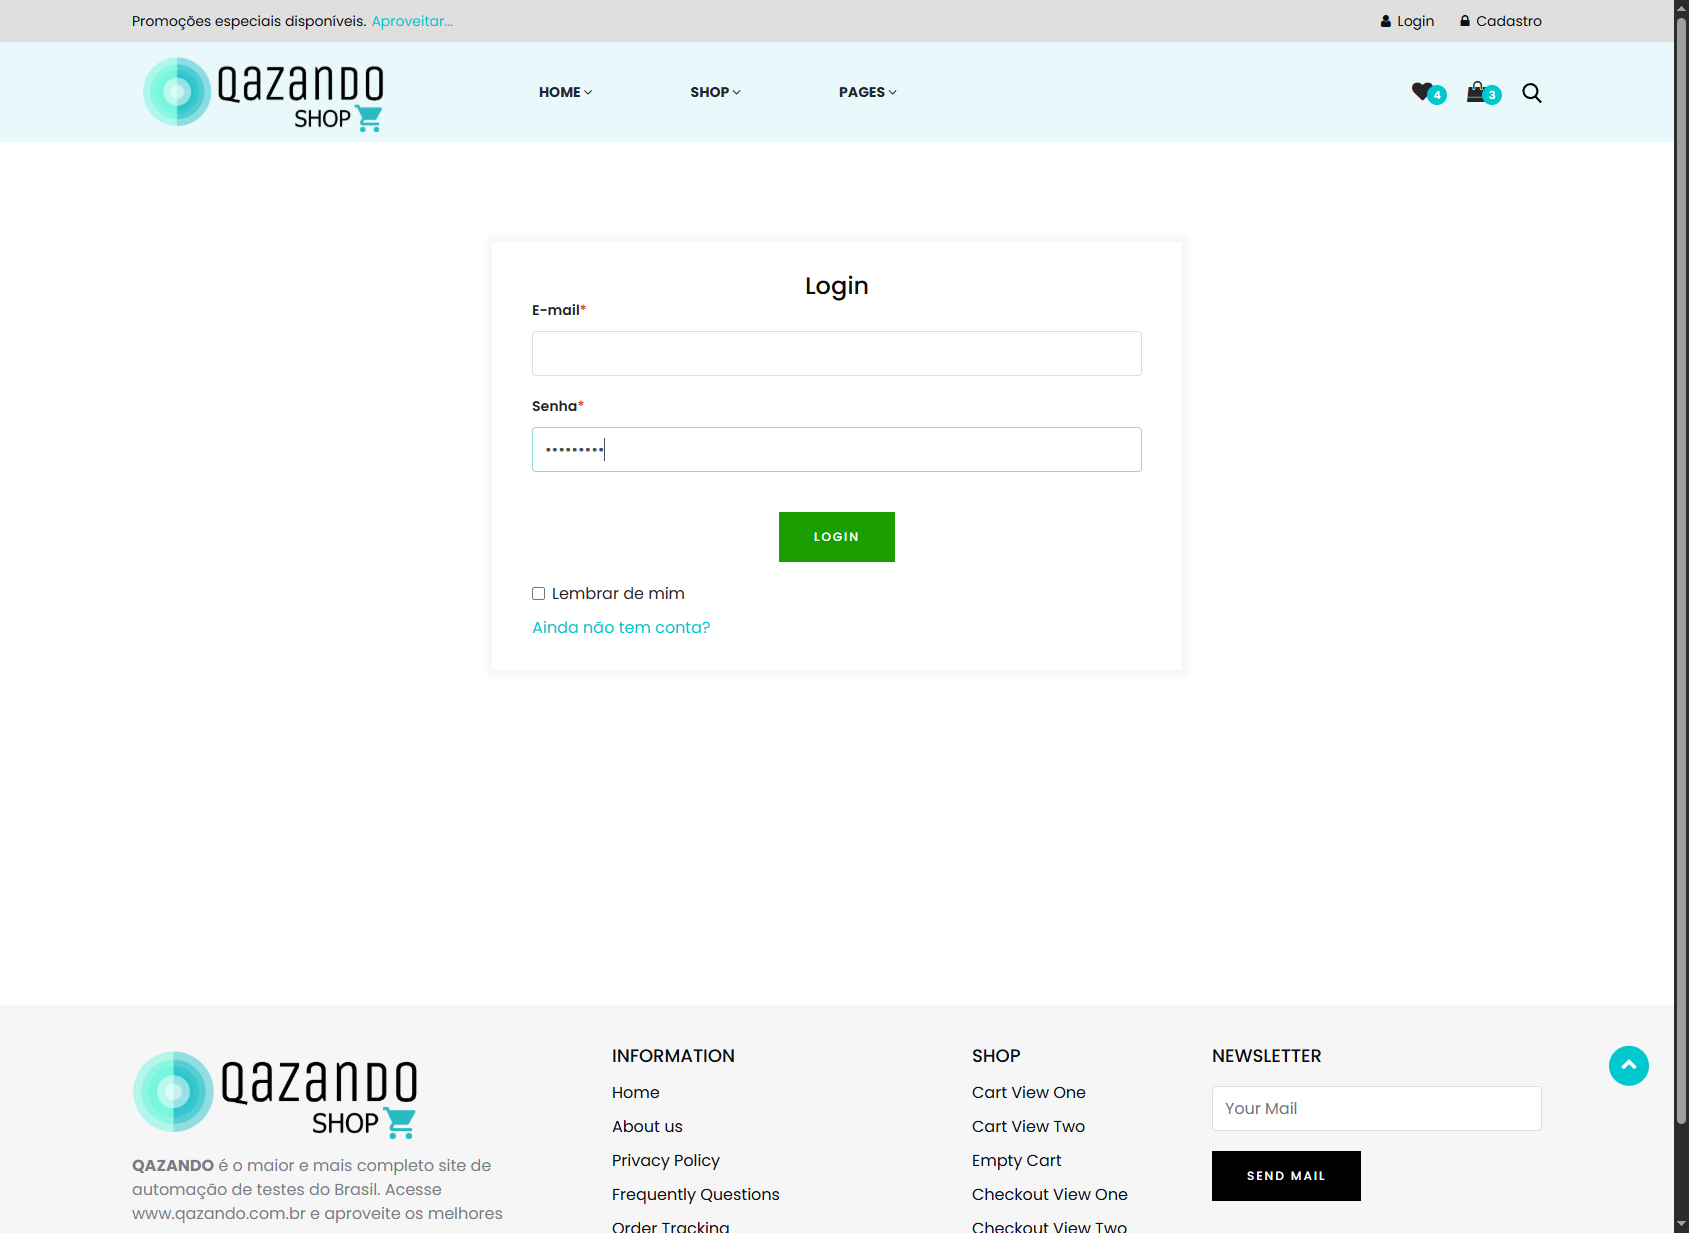 Promoções especiais disponíveis. Aproveitar...
Login
Cadastro
QAZANDO
SHOP
HOME
SHOP
PAGES
4
3
Login
E-mail*
Senha*
LOGIN
Lembrar de mim
Ainda não tem conta?
QAZANDO
SHOP
QAZANDO é o maior e mais completo site de
automação de testes do Brasil. Acesse
www.qazando.com.br e aproveite os melhores
INFORMATION
Home
About us
Privacy Policy
Frequently Questions
Order Tracking
SHOP
Cart View One
Cart View Two
Empty Cart
Checkout View One
Checkout View Two
NEWSLETTER
Your Mail
SEND MAIL